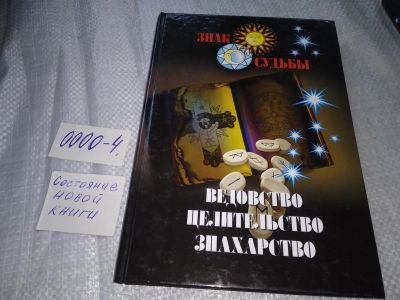 ЗНАК
СУДЬБЫ
ВЕДОВСТВО
ЦЕЛИТЕЛЬСТВО
ЗНАХАРСТВО
0000-4
Состояние
новой
книги